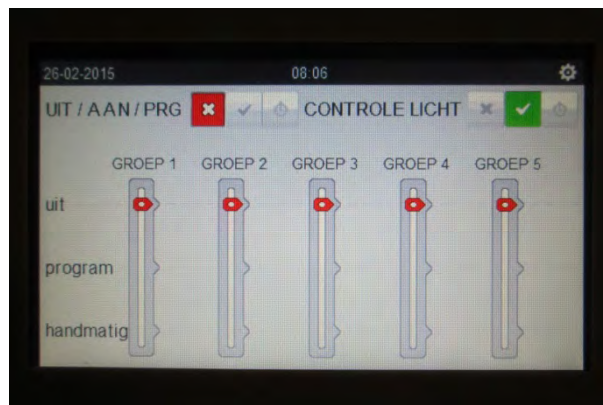 26-02-2015 08:06
UIT / AAN / PRG CONTROLE LICHT
GROEP 1 GROEP 2 GROEP 3 GROEP 4 GROEP 5
uit
program
handmatig